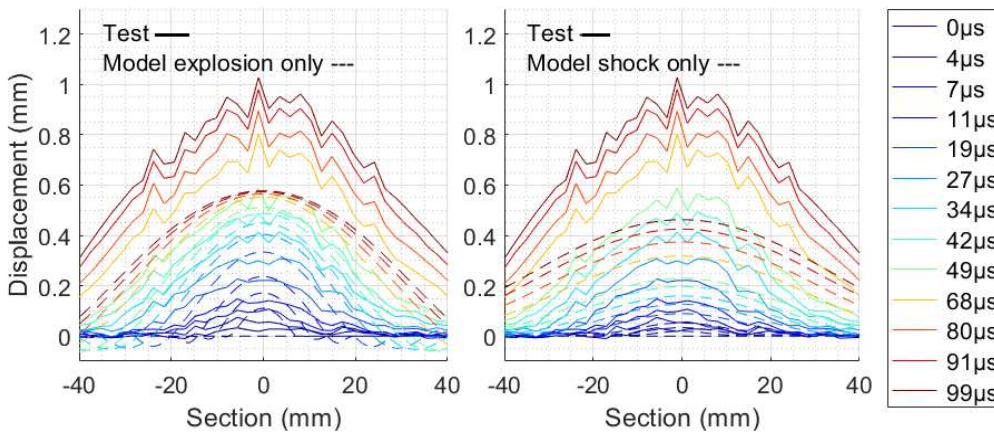 Test
Model explosion only ---
1.2
1
0.8
0.6
0.4
0.2
0
-40
-20
0
20
40
Displacement (mm)
Section (mm)
Test
Model shock only ---
1.2
1
0.8
0.6
0.4
0.2
0
-40
-20
0
20
40
Section (mm)
0µs
4µs
7µs
11µs
19µs
27µs
34µs
42µs
49µs
68µs
80µs
91µs
99µs